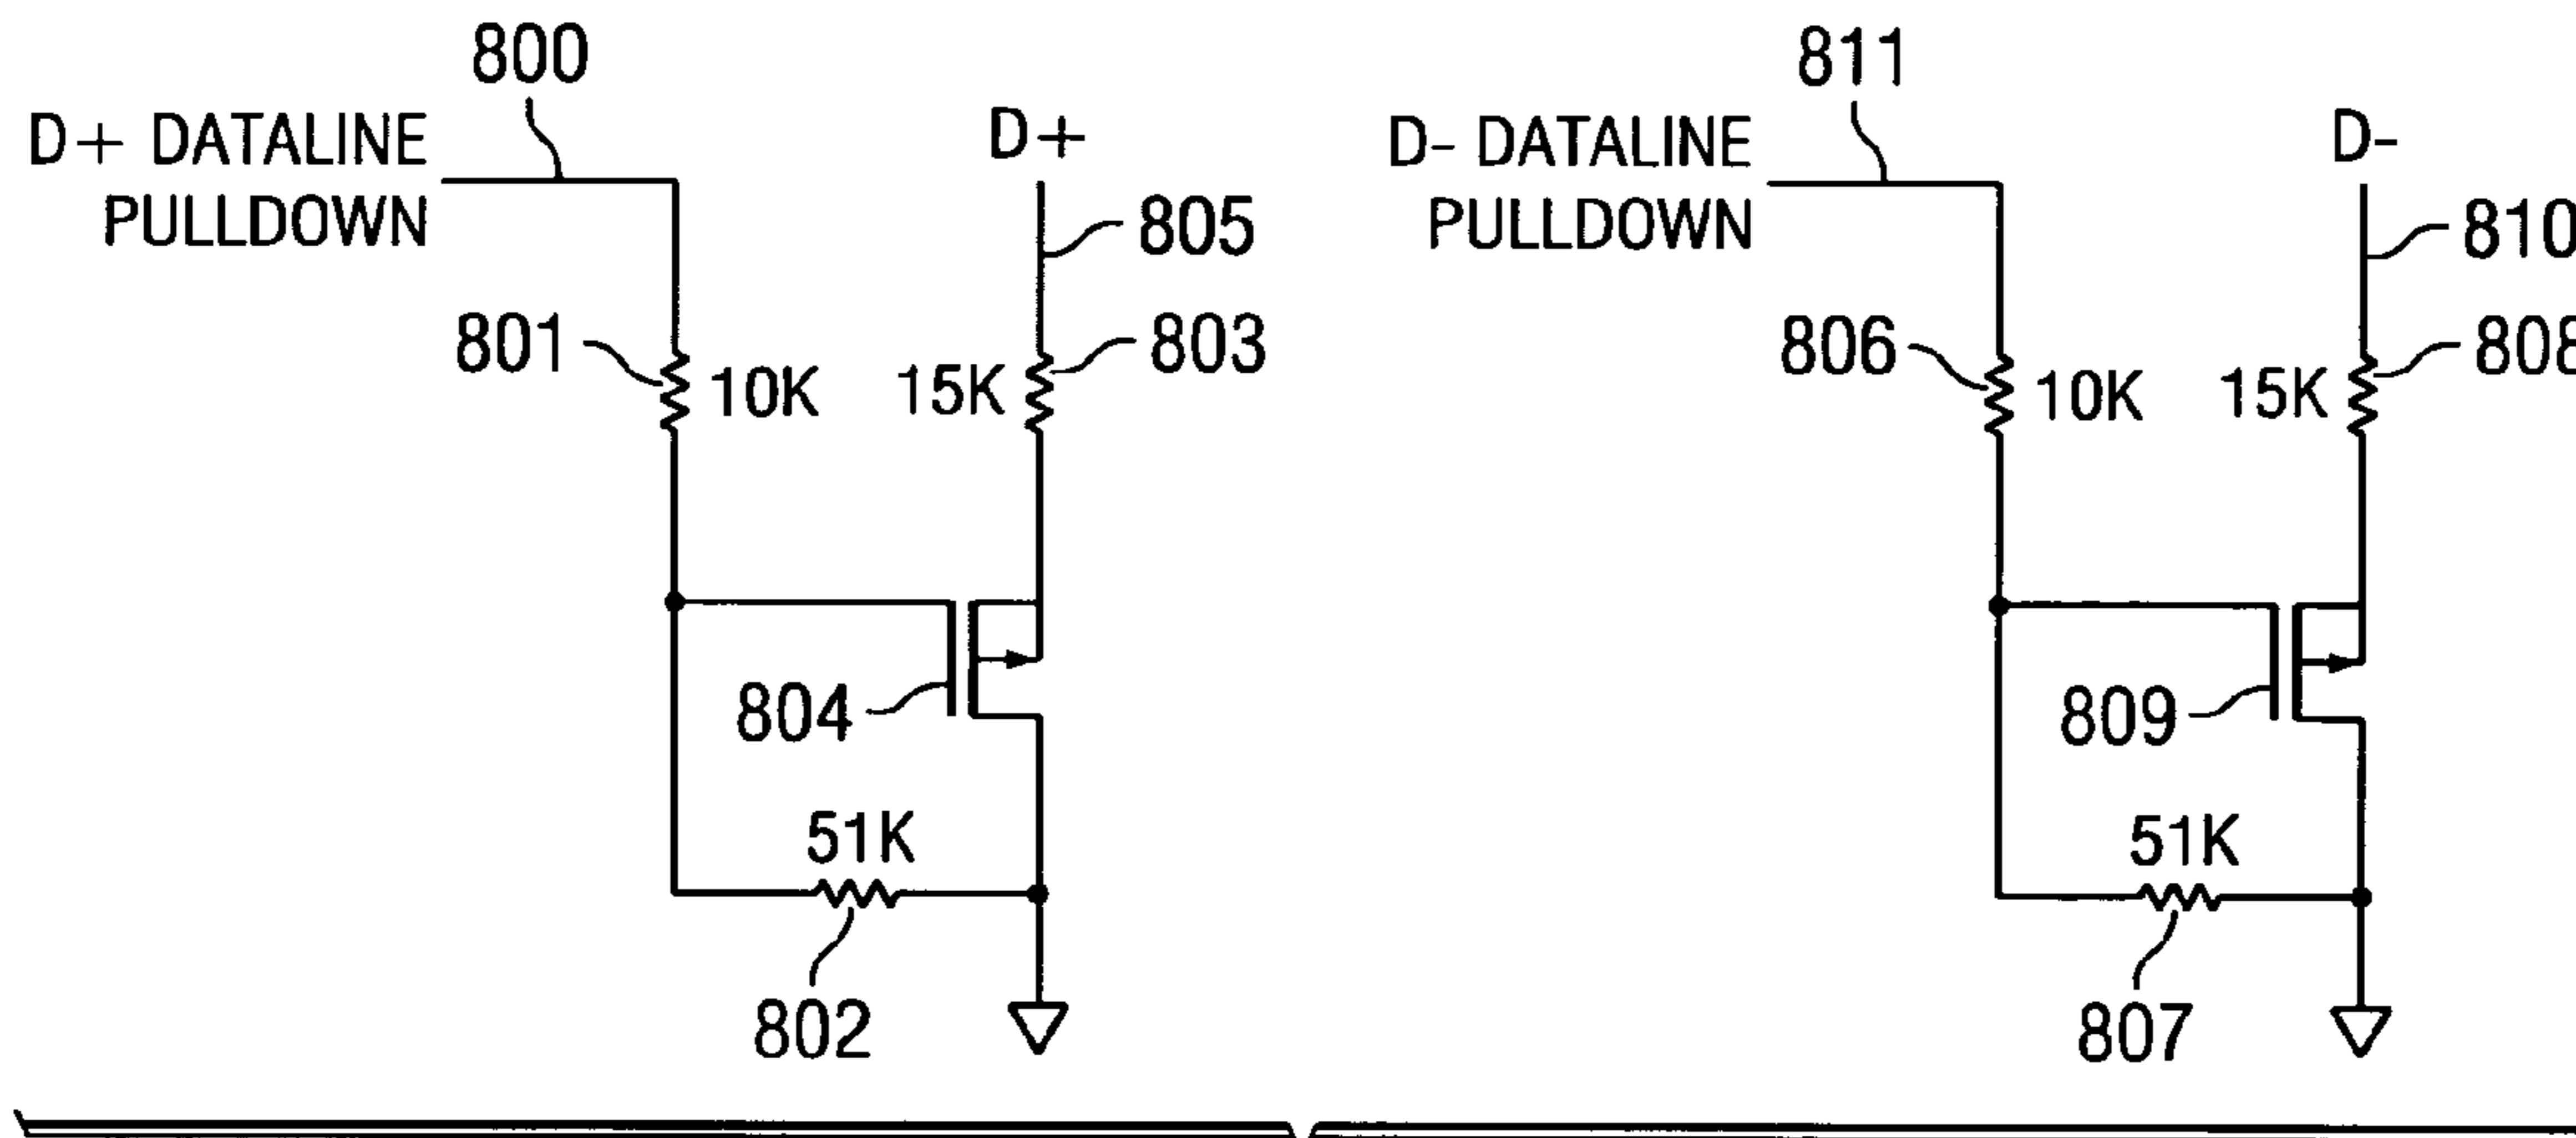 800
D+ DATALINE
PULLDOWN
D+
805
801
10K
15K
803
804
51K
802
811
D- DATALINE
PULLDOWN
D-
810
806
10K
15K
808
809
51K
807